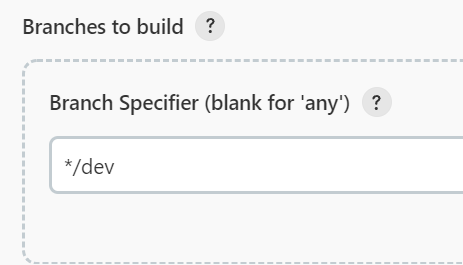 Branches to build ?
Branch Specifier (blank for 'any') ?
*/dev